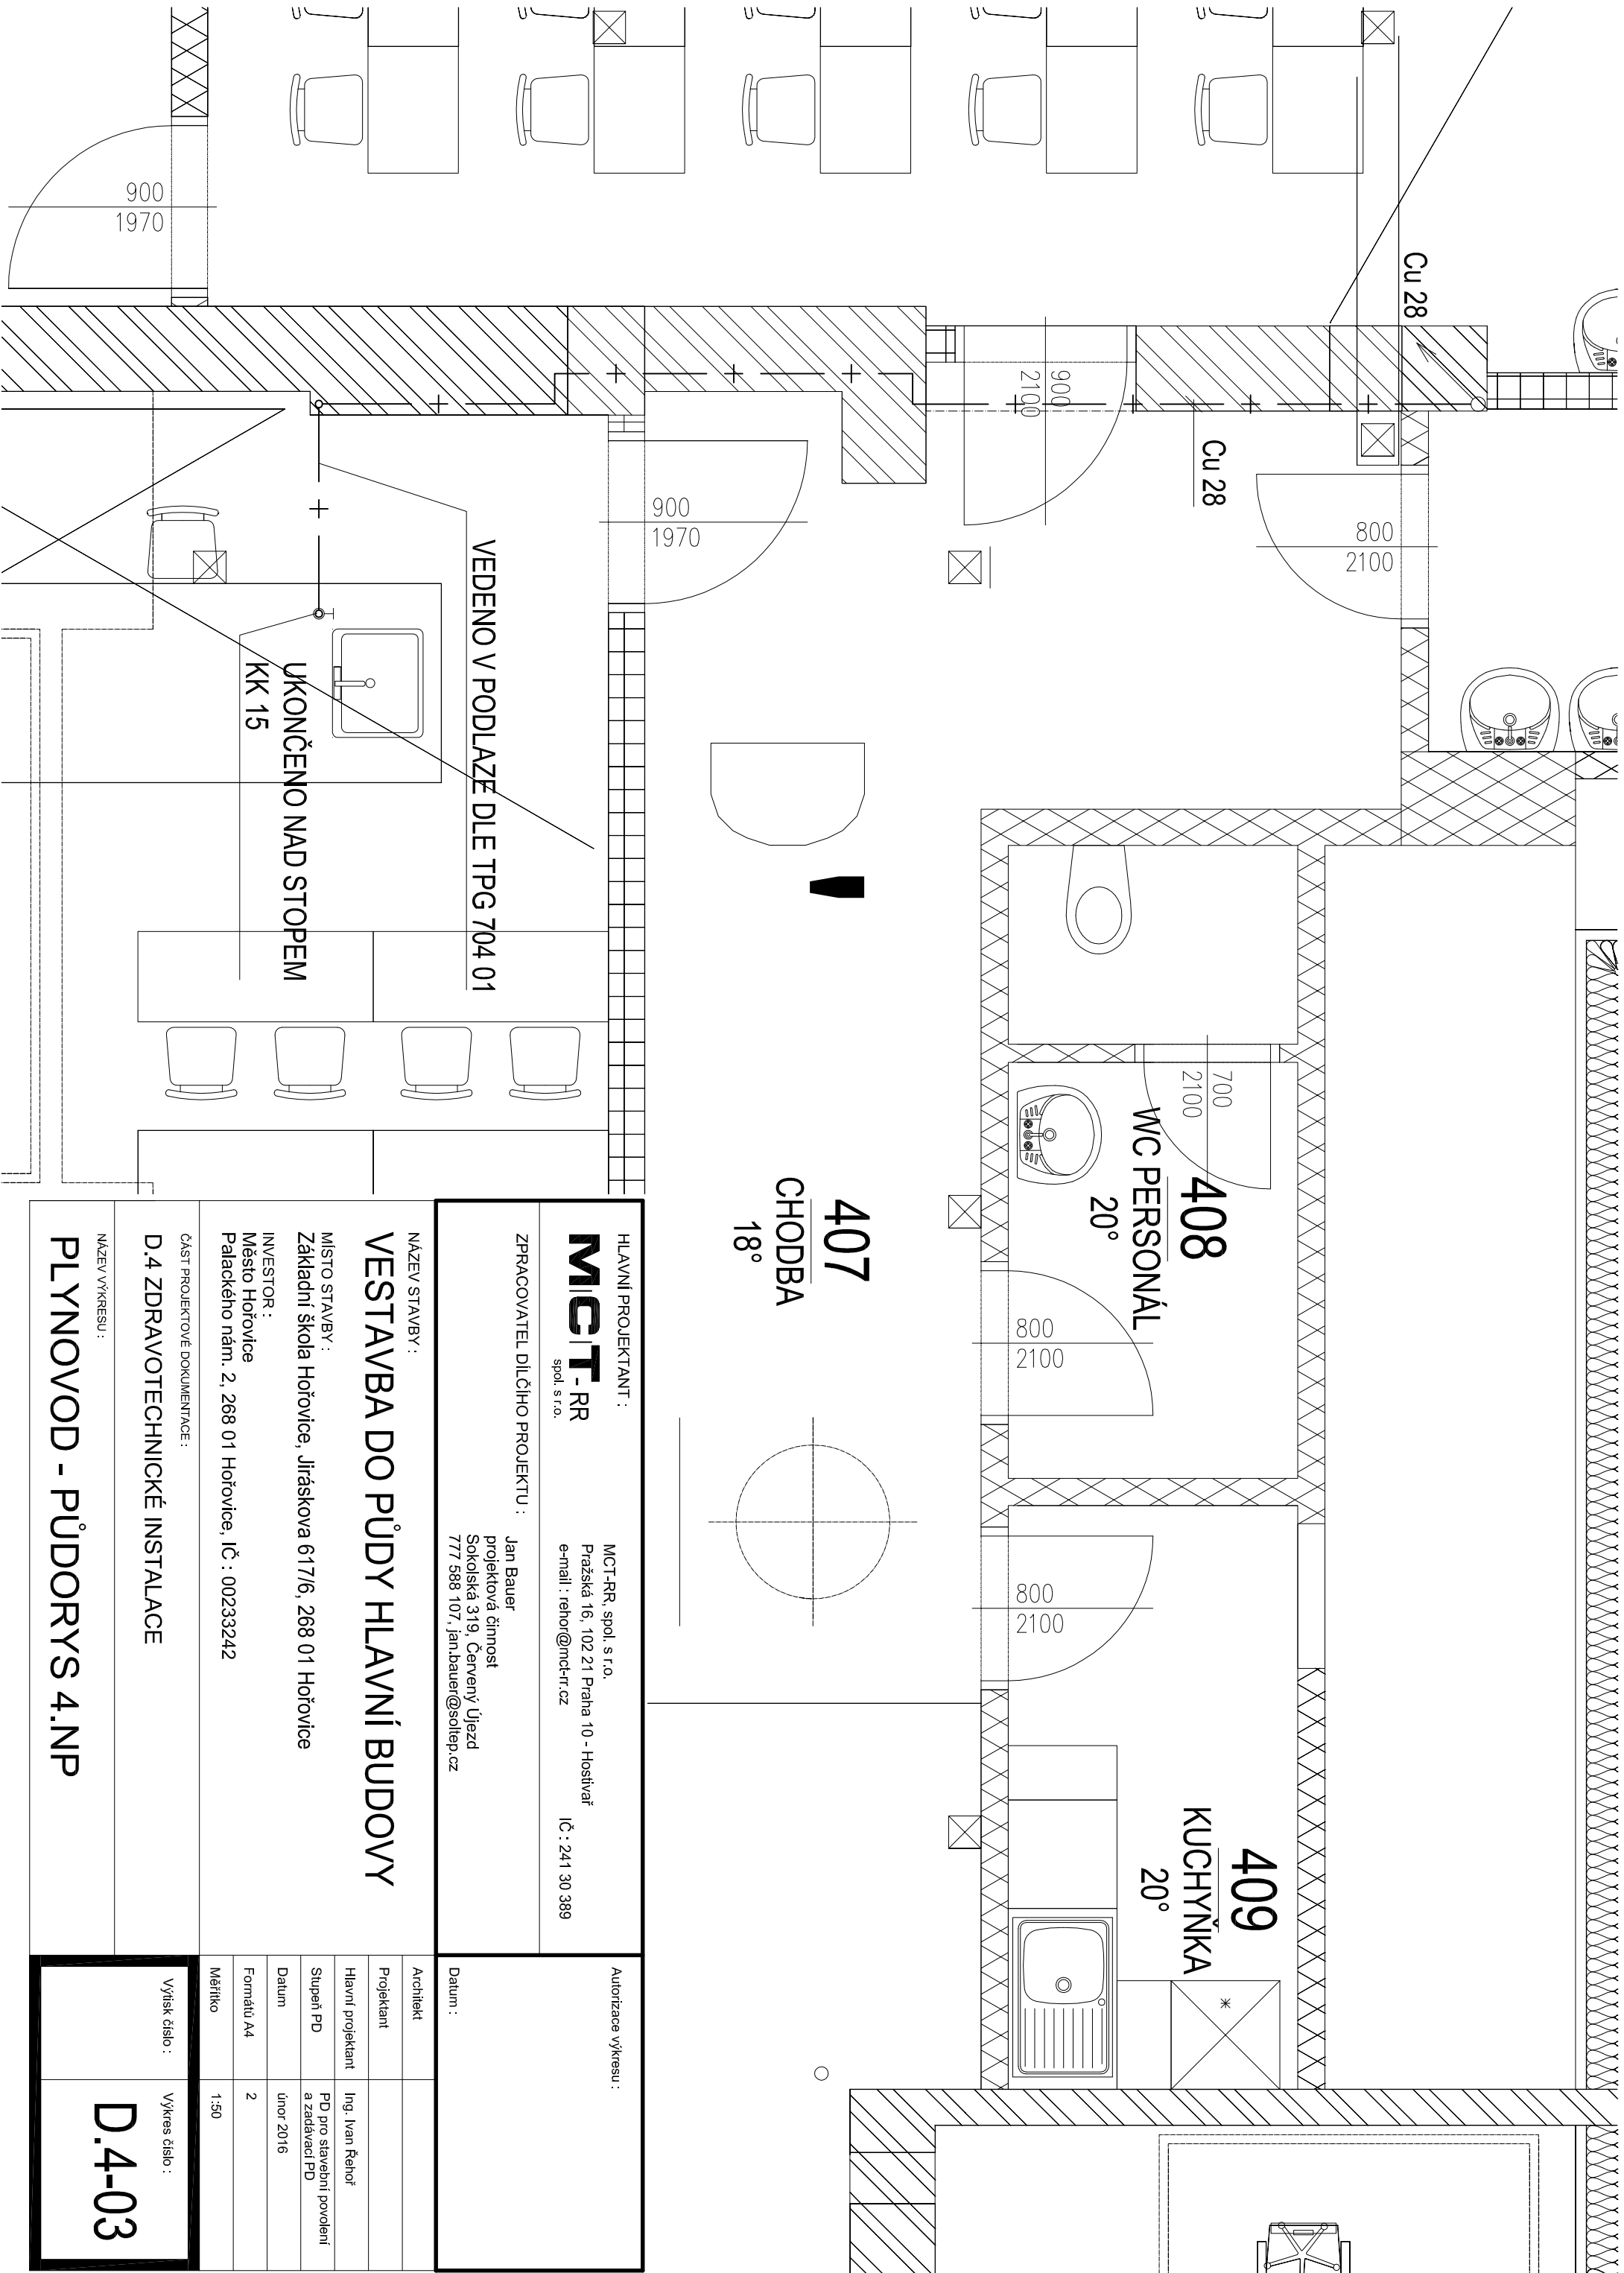 Cu 28
Cu 28
900
1970
900
2100
800
2100
900
1970
VEDENO V PODLAZE DLE TPG 704 01
UKONČENO NAD STOPEM
KK 15
700
2100
408
WC PERSONÁL
20°
407
CHODBA
18°
800
2100
800
2100
409
KUCHYŇKA
20°
HLAVNÍ PROJEKTANT :
MCT - RR
spol. s r.o.
MCT-RR, spol. s r.o.
Pražská 16, 102 21 Praha 10 - Hostivař
e-mail : rehor@mct-rr.cz
IČ : 241 30 389
ZPRACOVATEL DÍLČÍHO PROJEKTU :
Jan Bauer
projektová činnost
Sokolská 319, Červený Újezd
777 588 107, jan.bauer@soltep.cz
Autorizace výkresu :
Datum :
NÁZEV STAVBY :
VESTAVBA DO PŮDY HLAVNÍ BUDOVY
MÍSTO STAVBY :
Základní škola Hořovice, Jiráskova 617/6, 268 01 Hořovice
INVESTOR :
Město Hořovice
Palackého nám. 2, 268 01 Hořovice, IČ : 00233242
ČÁST PROJEKTOVÉ DOKUMENTACE :
D.4 ZDRAVOTECHNICKÉ INSTALACE
NÁZEV VÝKRESU :
PLYNOVOD - PŮDORYS 4.NP
Architekt
Projektant
Hlavní projektant Ing. Ivan Řehoř
Stupeň PD PD pro stavební povolení
a zadávací PD
Datum únor 2016
Formátů A4 2
Měřítko 1:50
Výtisk číslo :
Výkres číslo :
D.4-03